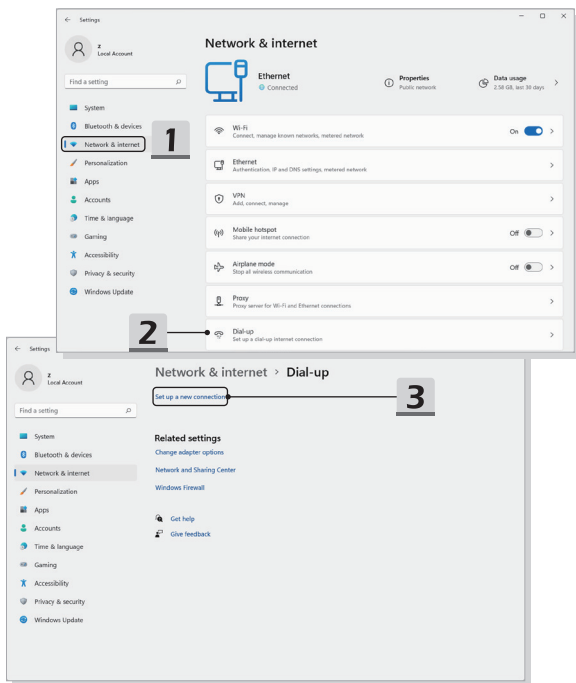 Settings
z
Local Account
Find a setting
System
Bluetooth & devices
Network & internet
Personalization
Apps
Accounts
Time & language
Gaming
Accessibility
Privacy & security
Windows Update
1
Network & internet
Ethernet
Connected
Properties
Public network
Data usage
2.58 GB, last 30 days
Wi-Fi
Connect, manage known networks, metered network
On
Ethernet
Authentication, IP and DNS settings, metered network
VPN
Add, connect, manage
Mobile hotspot
Share your internet connection
Off
Airplane mode
Stop all wireless communication
Off
Proxy
Proxy server for Wi-Fi and Ethernet connections
2
Dial-up
Set up a dial-up internet connection
Settings
z
Local Account
Find a setting
System
Bluetooth & devices
Network & internet
Personalization
Apps
Accounts
Time & language
Gaming
Accessibility
Privacy & security
Windows Update
Network & internet > Dial-up
Set up a new connection
3
Related settings
Change adapter options
Network and Sharing Center
Windows Firewall
Get help
Give feedback